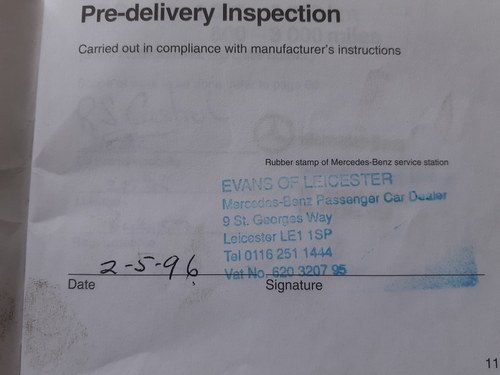 Pre-delivery Inspection
Carried out in compliance with manufacturer's instructions
Rubber stamp of Mercedes-Benz service station
EVANS OF LEICESTER
Mercedes-Benz Passenger Car Dealer
9 St. Georges Way
Leicester LE1 1SP
Tel 0116 251 1444
Vat No. 620 3207 95
2-5-96
Date
Signature
11